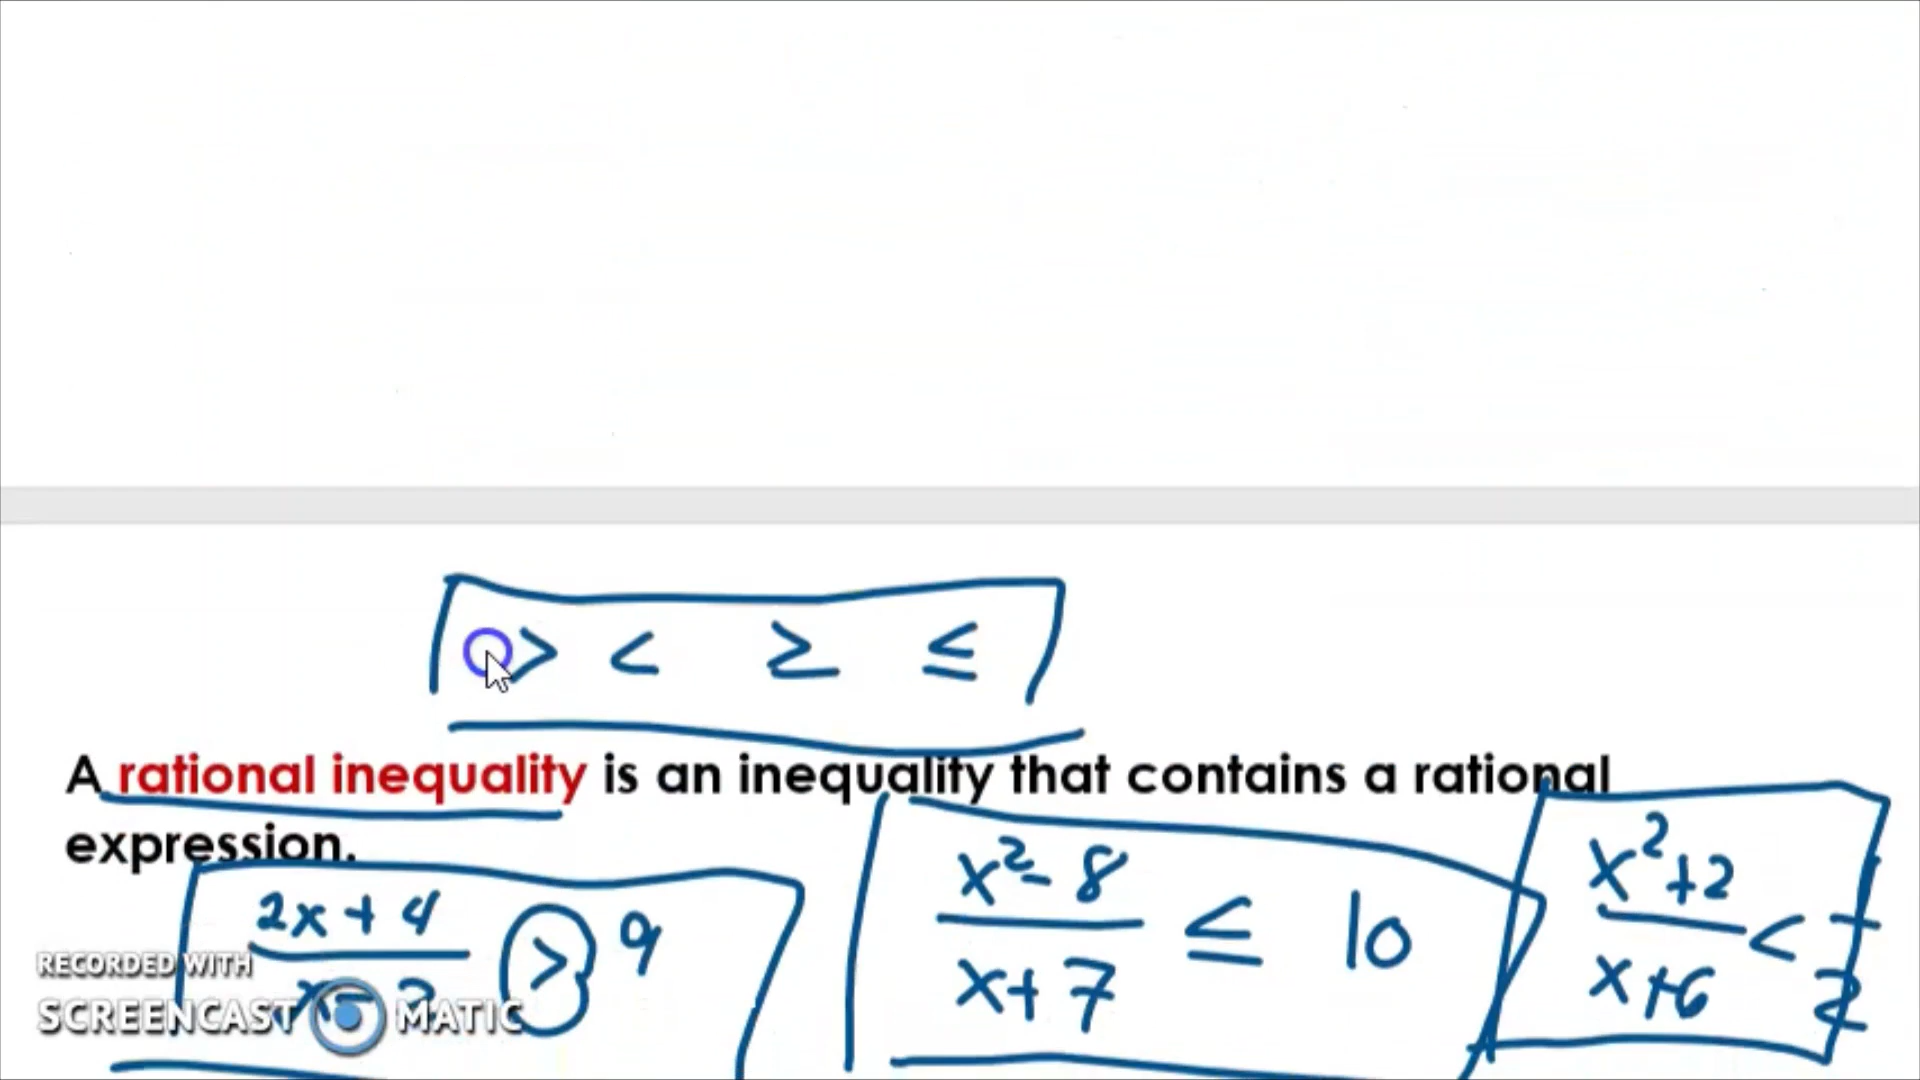 > < ≥ ≤
A rational inequality is an inequality that contains a rational
expression.
2x + 4
> 9
x² - 8
x + 7
≤ 10
x² + 2
x + 6
<
2
RECORDED WITH
SCREENCAST MATIC